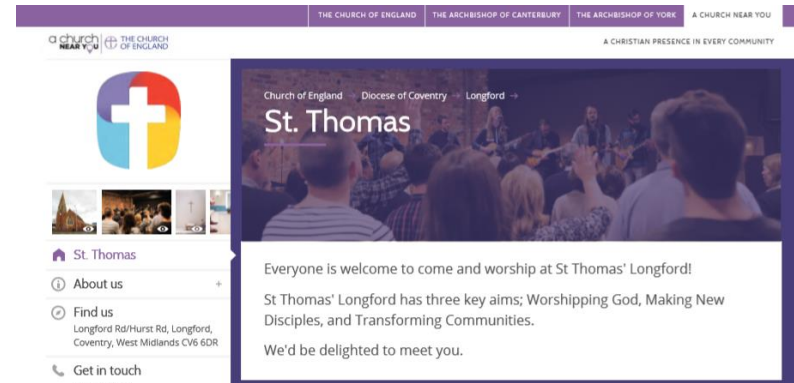 THE CHURCH OF ENGLAND
THE ARCHBISHOP OF CANTERBURY
THE ARCHBISHOP OF YORK
A CHURCH NEAR YOU
a church
NEAR YOU
THE CHURCH
OF ENGLAND
A CHRISTIAN PRESENCE IN EVERY COMMUNITY
Church of England → Diocese of Coventry → Longford →
St. Thomas
St. Thomas
About us +
Find us
Longford Rd/Hurst Rd, Longford,
Coventry, West Midlands CV6 6DR
Get in touch
Everyone is welcome to come and worship at St Thomas' Longford!
St Thomas' Longford has three key aims; Worshipping God, Making New
Disciples, and Transforming Communities.
We'd be delighted to meet you.